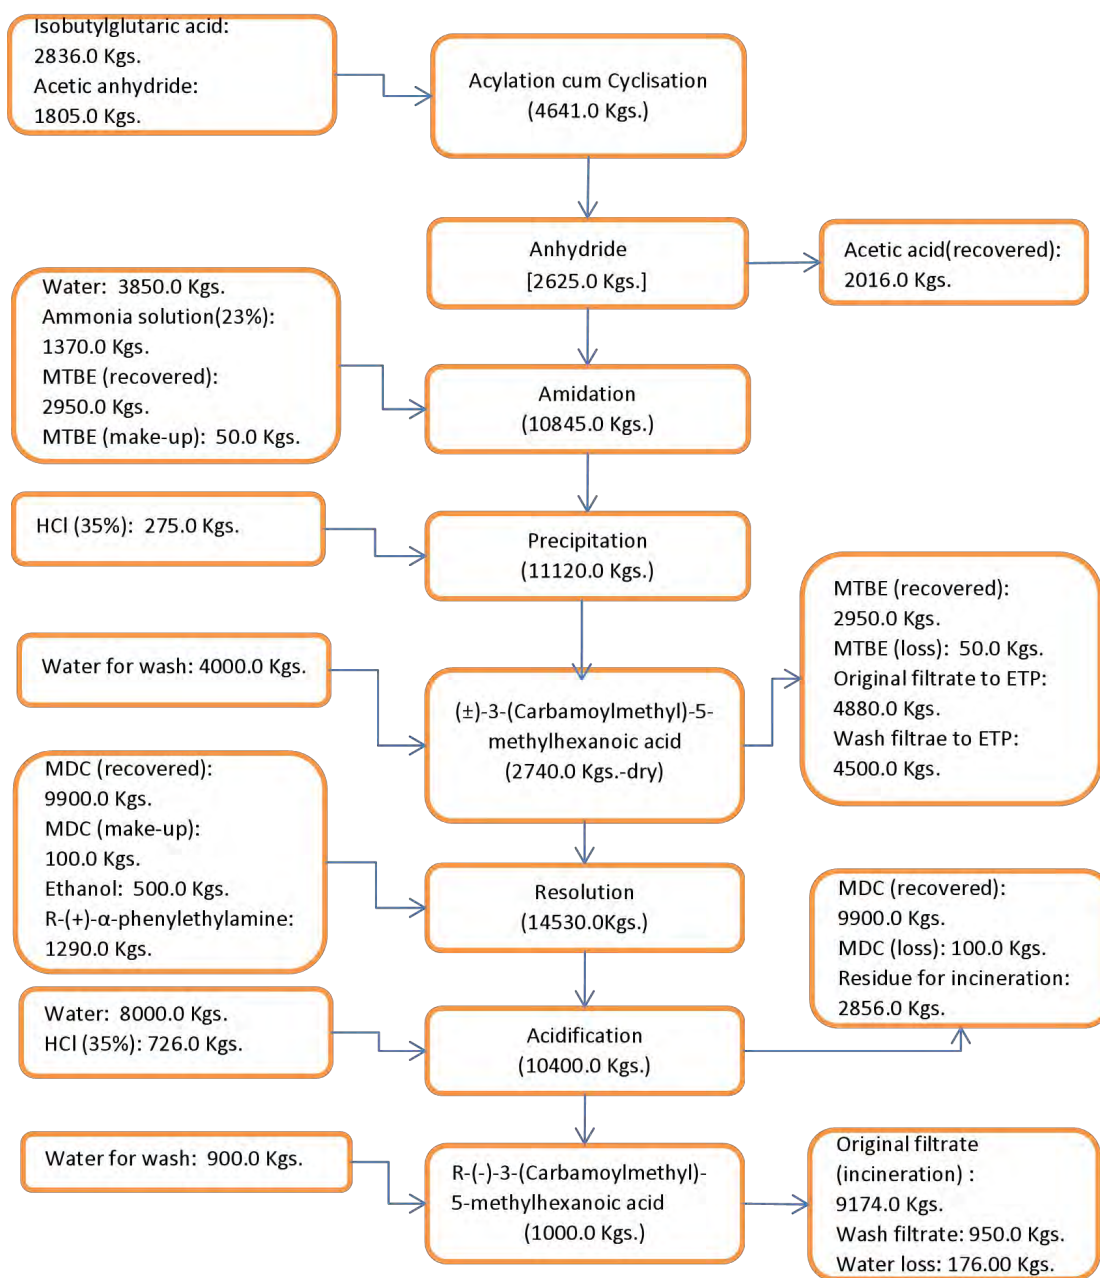 Isobutylglutaric acid:
2836.0 Kgs.
Acetic anhydride:
1805.0 Kgs.
Acylation cum Cyclisation
(4641.0 Kgs.)
Anhydride
[2625.0 Kgs.]
Acetic acid(recovered):
2016.0 Kgs.
Water: 3850.0 Kgs.
Ammonia solution(23%):
1370.0 Kgs.
MTBE (recovered):
2950.0 Kgs.
MTBE (make-up): 50.0 Kgs.
Amidation
(10845.0 Kgs.)
HCl (35%): 275.0 Kgs.
Precipitation
(11120.0 Kgs.)
Water for wash: 4000.0 Kgs.
(±)-3-(Carbamoylmethyl)-5-
methylhexanoic acid
(2740.0 Kgs.-dry)
MTBE (recovered):
2950.0 Kgs.
MTBE (loss): 50.0 Kgs.
Original filtrate to ETP:
4880.0 Kgs.
Wash filtrae to ETP:
4500.0 Kgs.
MDC (recovered):
9900.0 Kgs.
MDC (make-up):
100.0 Kgs.
Ethanol: 500.0 Kgs.
R-(+)-α-phenylethylamine:
1290.0 Kgs.
Resolution
(14530.0Kgs.)
MDC (recovered):
9900.0 Kgs.
MDC (loss): 100.0 Kgs.
Residue for incineration:
2856.0 Kgs.
Water: 8000.0 Kgs.
HCl (35%): 726.0 Kgs.
Acidification
(10400.0 Kgs.)
Water for wash: 900.0 Kgs.
R-(-)-3-(Carbamoylmethyl)-
5-methylhexanoic acid
(1000.0 Kgs.)
Original filtrate
(incineration) :
9174.0 Kgs.
Wash filtrate: 950.0 Kgs.
Water loss: 176.00 Kgs.